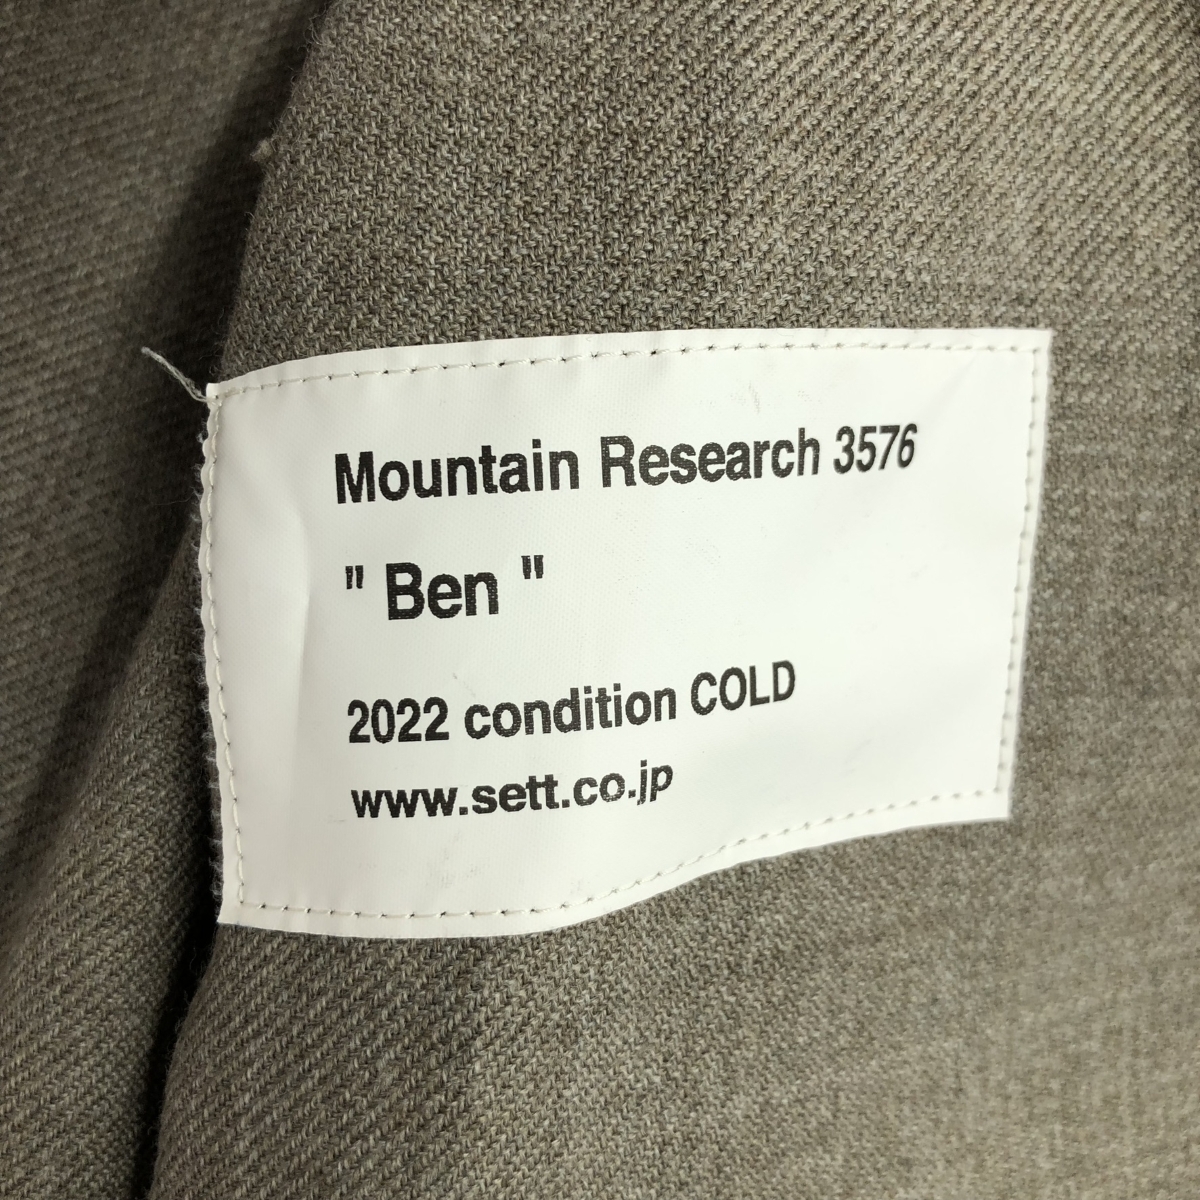 Mountain Research 3576
" Ben "
2022 condition COLD
www.sett.co.jp